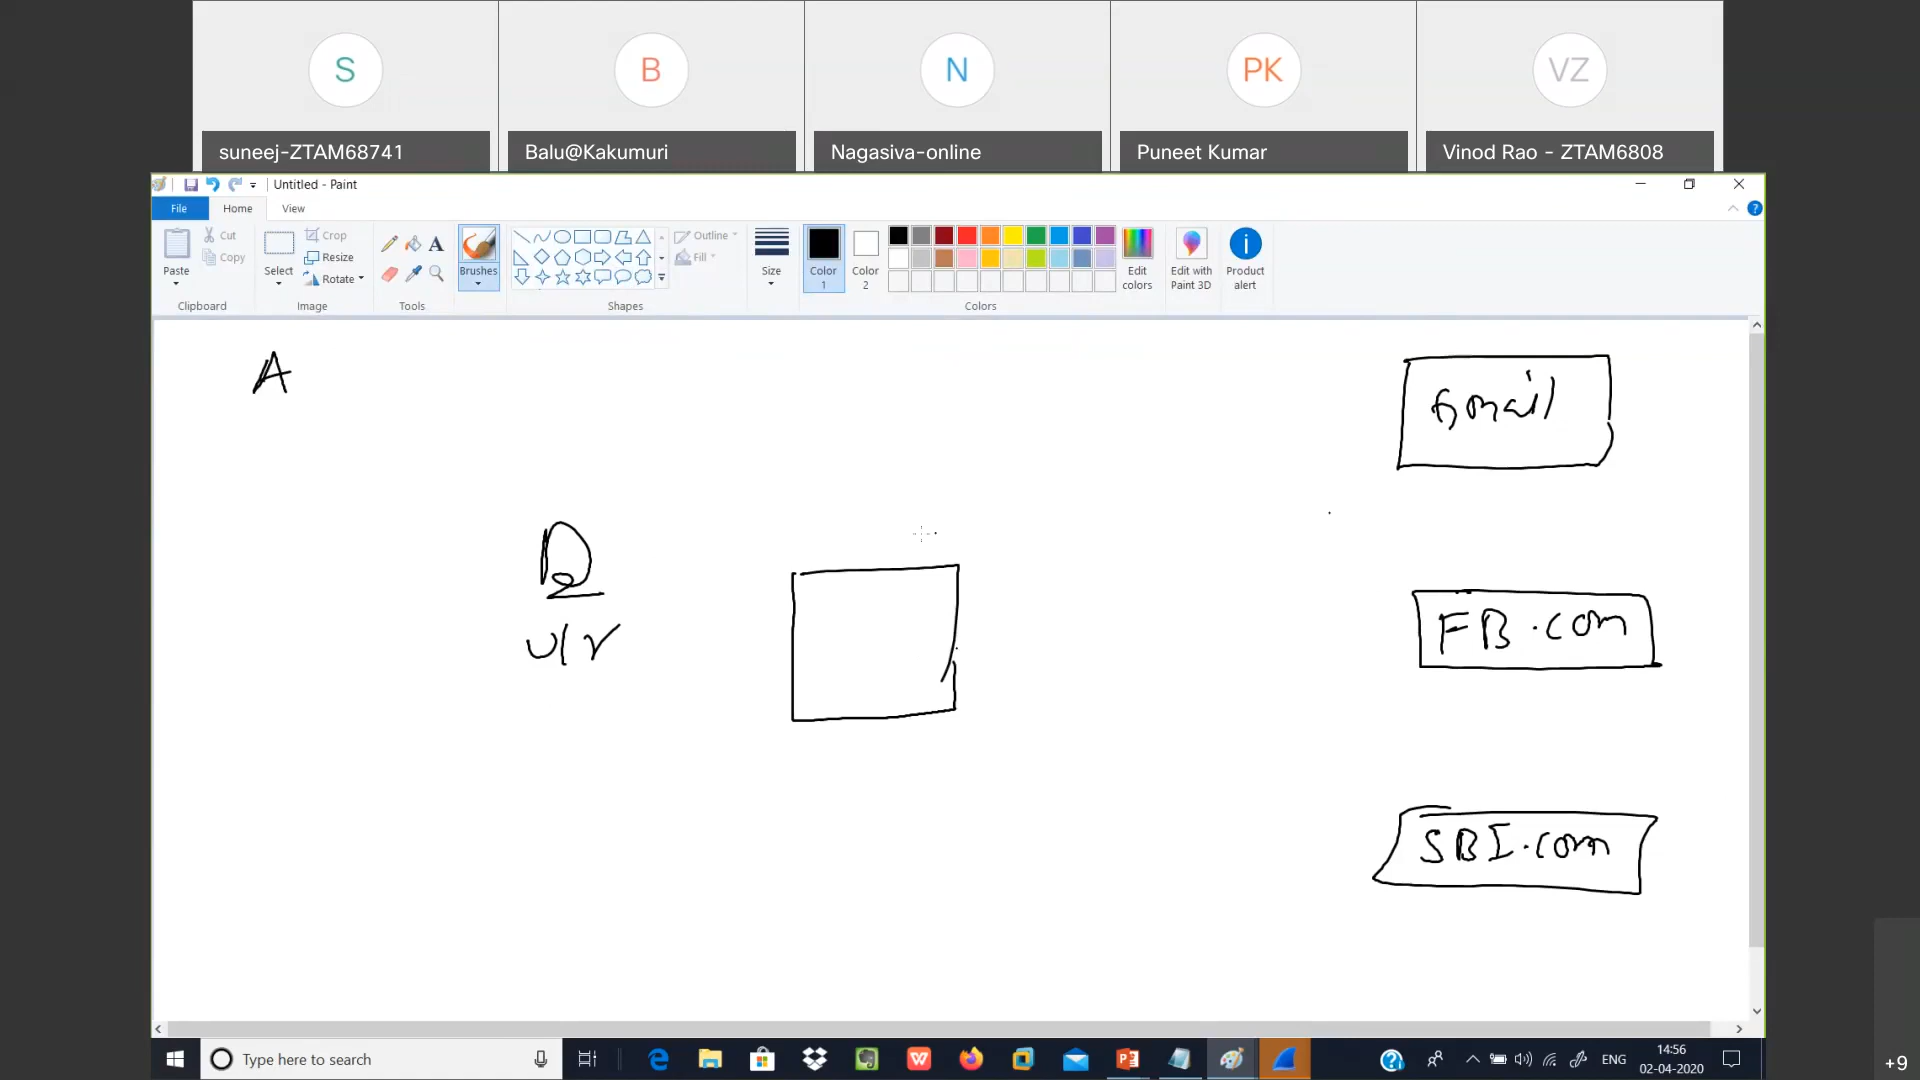 S
B
N
PK
VZ
suneej-ZTAM68741
Balu@Kakumuri
Nagasiva-online
Puneet Kumar
Vinod Rao - ZTAM6808
Untitled - Paint
File
Home
View
Paste
Cut
Copy
Clipboard
Select
Crop
Resize
Rotate
Image
A
Tools
Brushes
Outline
Fill
Shapes
Size
Color
1
Color
2
Colors
Edit
colors
Edit with
Paint 3D
Product
alert
A
Gmail
FB.com
SBI.com
Type here to search
ENG
14:56
02-04-2020
+9